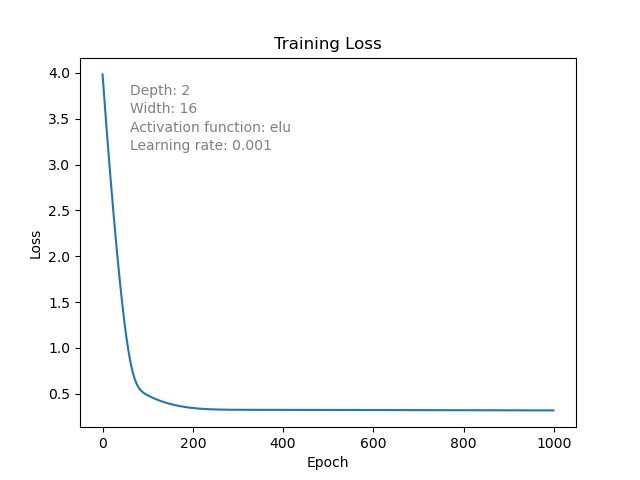 Training Loss
Depth: 2
Width: 16
Activation function: elu
Learning rate: 0.001
4.0
3.5
3.0
2.5
2.0
1.5
1.0
0.5
Loss
0 200 400 600 800 1000
Epoch